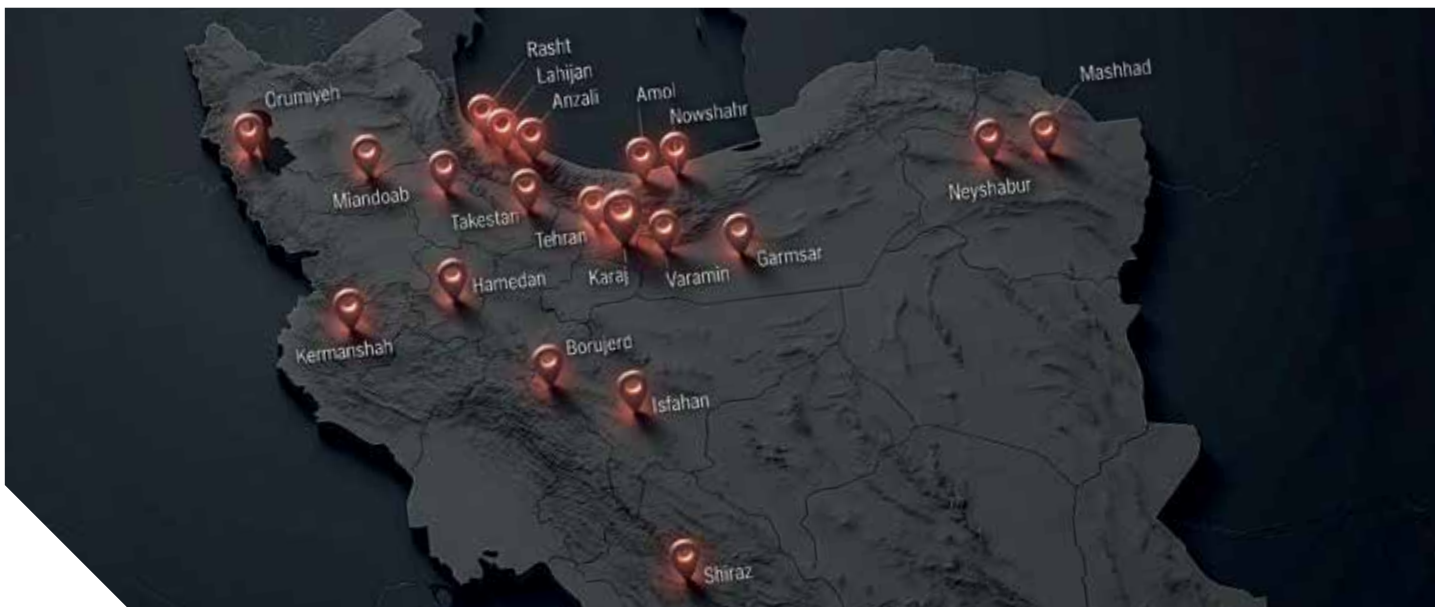 Rasht
Lahijan
Anzali
Orumiyeh
Amol
Nowshahr
Mashhad
Miandoab
Takestan
Tehran
Karaj
Varamin
Garmsar
Neyshabur
Hamedan
Kermanshah
Borujerd
Isfahan
Shiraz